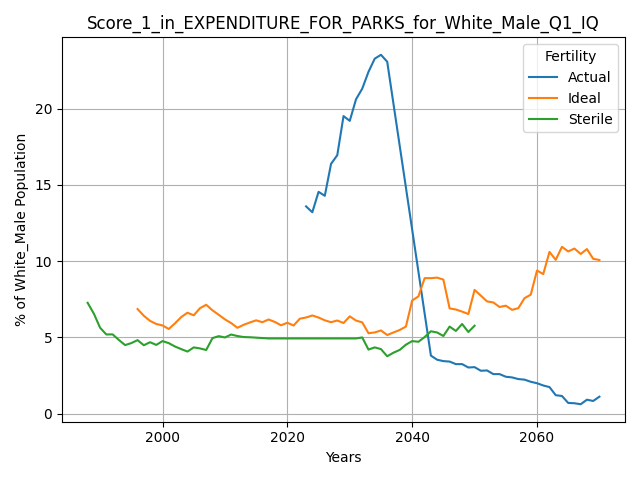 Score_1_in_EXPENDITURE_FOR_PARKS_for_White_Male_Q1_IQ
Fertility
Actual
Ideal
Sterile
% of White_Male Population
20
15
10
5
0
2000 2020 2040 2060
Years